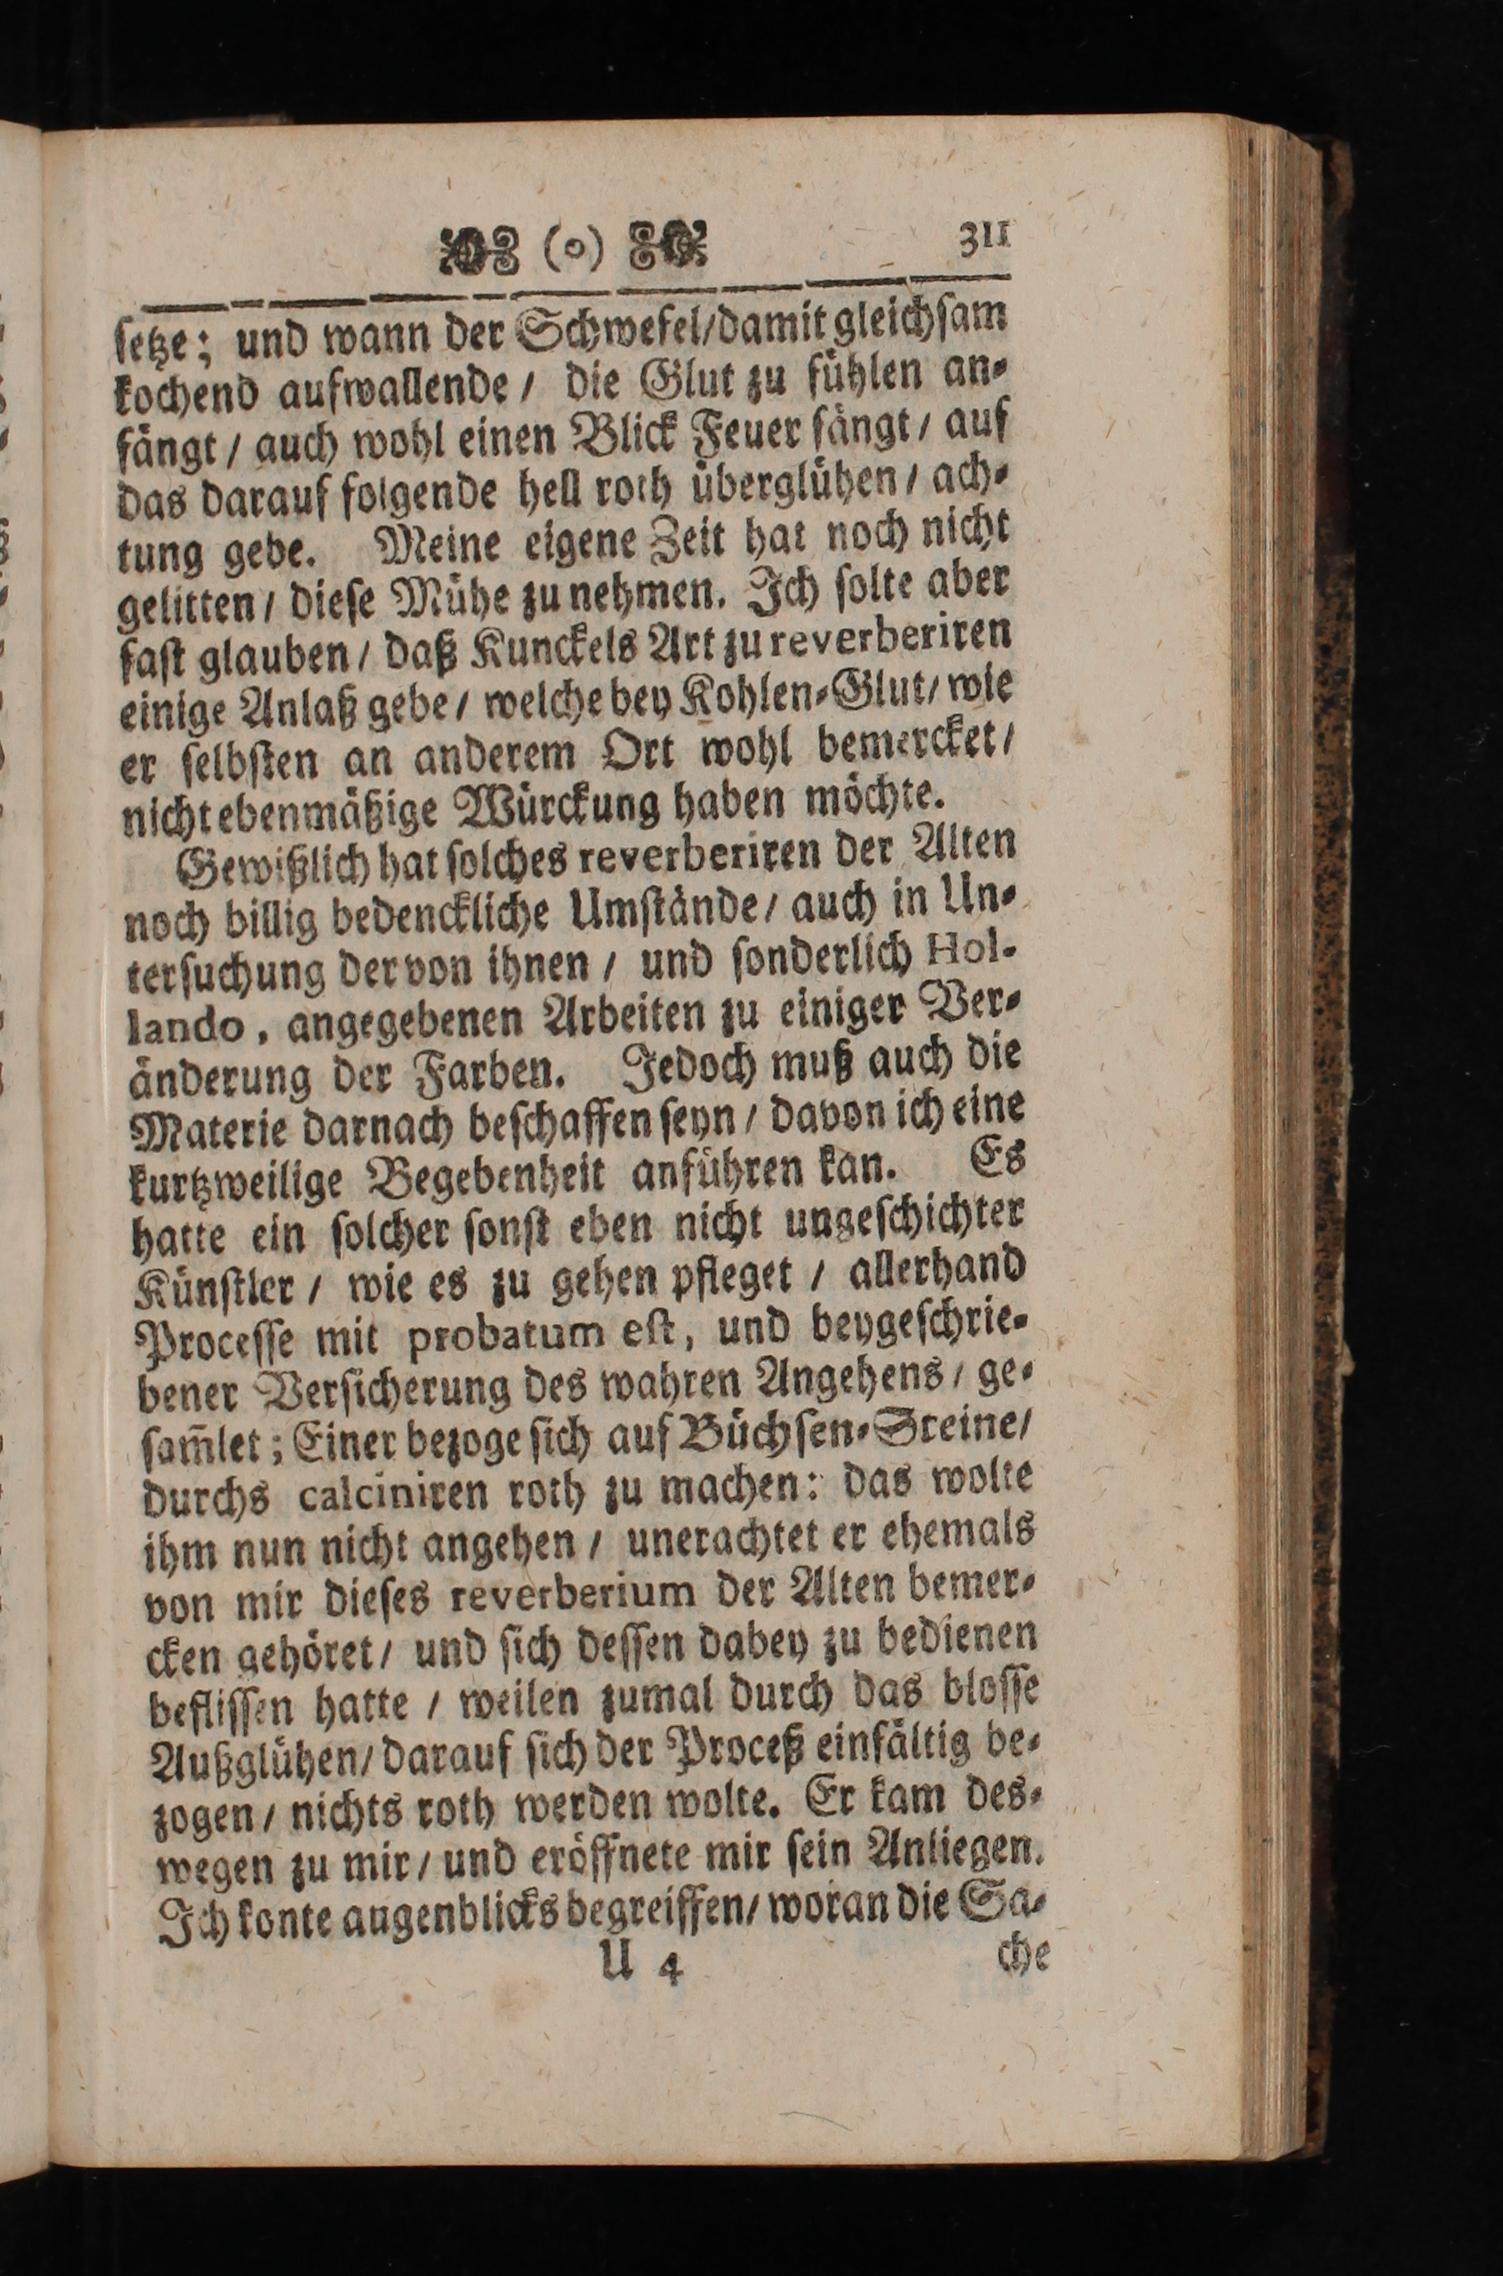 (o) 311
ſetze; und wann der Schwefel/damit gleichſam
kochend aufwallende / die Glut zu fühlen an-
fängt / auch wohl einen Blick Feuer fängt / auf
das darauf folgende hell roth überglühen / ach-
tung gebe. Meine eigene Zeit hat noch nicht
gelitten / dieſe Mühe zu nehmen. Ich ſolte aber
faſt glauben / daß Kunckels Art zu reverberiren
einige Anlaß gebe / welche bey Kohlen-Glut / wie
er ſelbſten an anderem Ort wohl bemercket /
nicht ebenmäßige Würckung haben möchte.
Gewißlich hat ſolches reverberiren der Alten
noch billig bedenckliche Umſtände / auch in Un-
terſuchung der von ihnen / und ſonderlich Hol-
lando, angegebenen Arbeiten zu einiger Ver-
änderung der Farben. Jedoch muß auch die
Materie darnach beſchaffen ſeyn / davon ich eine
kurtzweilige Begebenheit anführen kan. Es
hatte ein ſolcher ſonſt eben nicht ungeſchichter
Künſtler / wie es zu gehen pfleget / allerhand
Proceſſe mit probatum eſt, und beygeſchrie-
bener Verſicherung des wahren Angehens / ge-
ſam̃let; Einer bezoge ſich auf Büchſen-Steine/
durchs calciniren roth zu machen: das wolte
ihm nun nicht angehen / unerachtet er ehemals
von mir dieſes reverberium der Alten bemer-
cken gehöret / und ſich deſſen dabey zu bedienen
befliſſen hatte / weilen zumal durch das bloſſe
Außglühen/ darauf ſich der Proceß einfältig be-
zogen / nichts roth werden wolte. Er kam des-
wegen zu mir / und eröffnete mir ſein Anliegen.
Ich konte augenblicks begreiffen / woran die Sa-
U 4 che